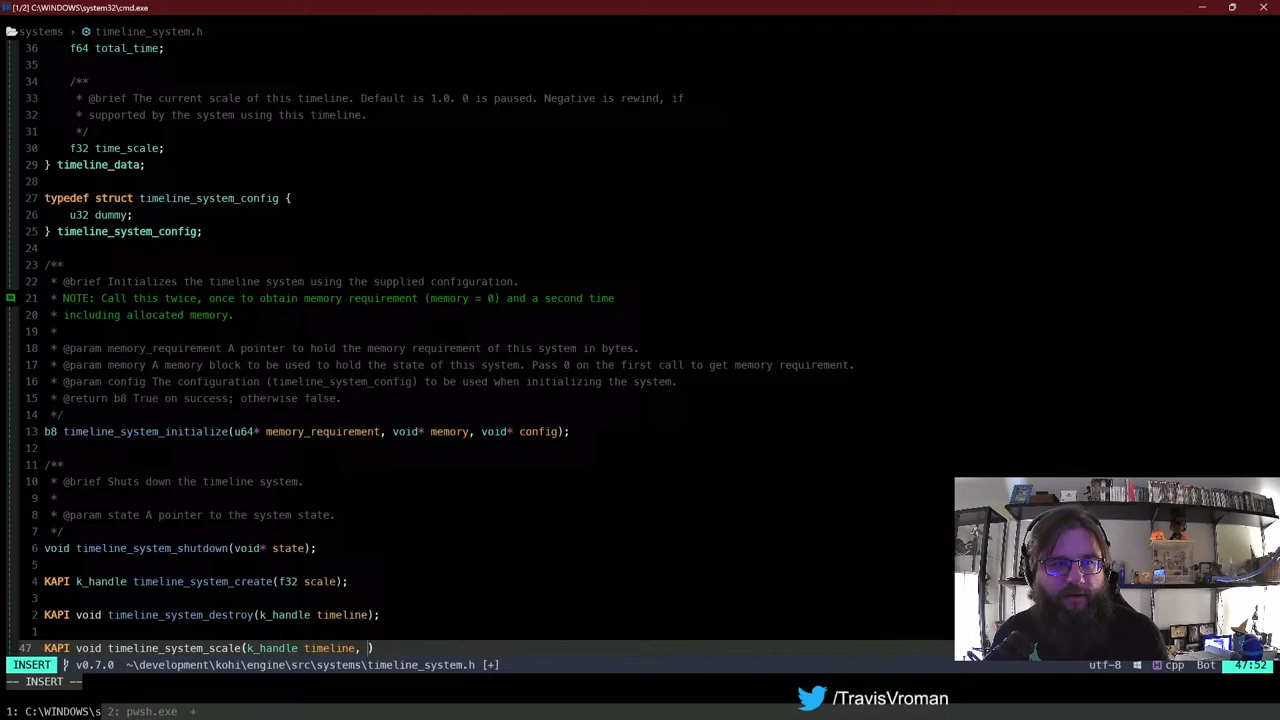 [1/2] C:\WINDOWS\system32\cmd.exe
systems > timeline_system.h
36 f64 total_time;
35
34 /**
33 * @brief The current scale of this timeline. Default is 1.0. 0 is paused. Negative is rewind, if
32 * supported by the system using this timeline.
31 */
30 f32 time_scale;
29 } timeline_data;
28
27 typedef struct timeline_system_config {
26 u32 dummy;
25 } timeline_system_config;
24
23 /**
22 * @brief Initializes the timeline system using the supplied configuration.
21 * NOTE: Call this twice, once to obtain memory requirement (memory = 0) and a second time
20 * including allocated memory.
19 *
18 * @param memory_requirement A pointer to hold the memory requirement of this system in bytes.
17 * @param memory A memory block to be used to hold the state of this system. Pass 0 on the first call to get memory requirement.
16 * @param config The configuration (timeline_system_config) to be used when initializing the system.
15 * @return b8 True on success; otherwise false.
14 */
13 b8 timeline_system_initialize(u64* memory_requirement, void* memory, void* config);
12
11 /**
10 * @brief Shuts down the timeline system.
9 *
8 * @param state A pointer to the system state.
7 */
6 void timeline_system_shutdown(void* state);
5
4 KAPI k_handle timeline_system_create(f32 scale);
3
2 KAPI void timeline_system_destroy(k_handle timeline);
1
47 KAPI void timeline_system_scale(k_handle timeline, )
INSERT v0.7.0 ~\development\kohi\engine\src\systems\timeline_system.h [+] utf-8 cpp Bot 47:52
-- INSERT --
/TravisVroman
1: C:\WINDOWS\s 2: pwsh.exe +